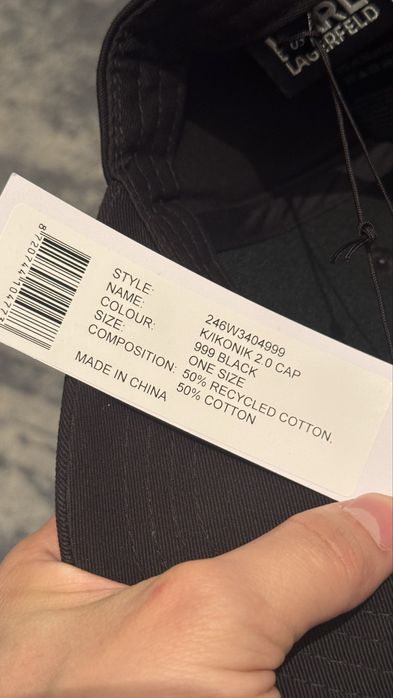 KARL
LAGERFELD
8720744104773
STYLE: 246W3404999
NAME: K/IKONIK 2.0 CAP
COLOUR: 999 BLACK
SIZE: ONE SIZE
COMPOSITION: 50% RECYCLED COTTON,
50% COTTON
MADE IN CHINA